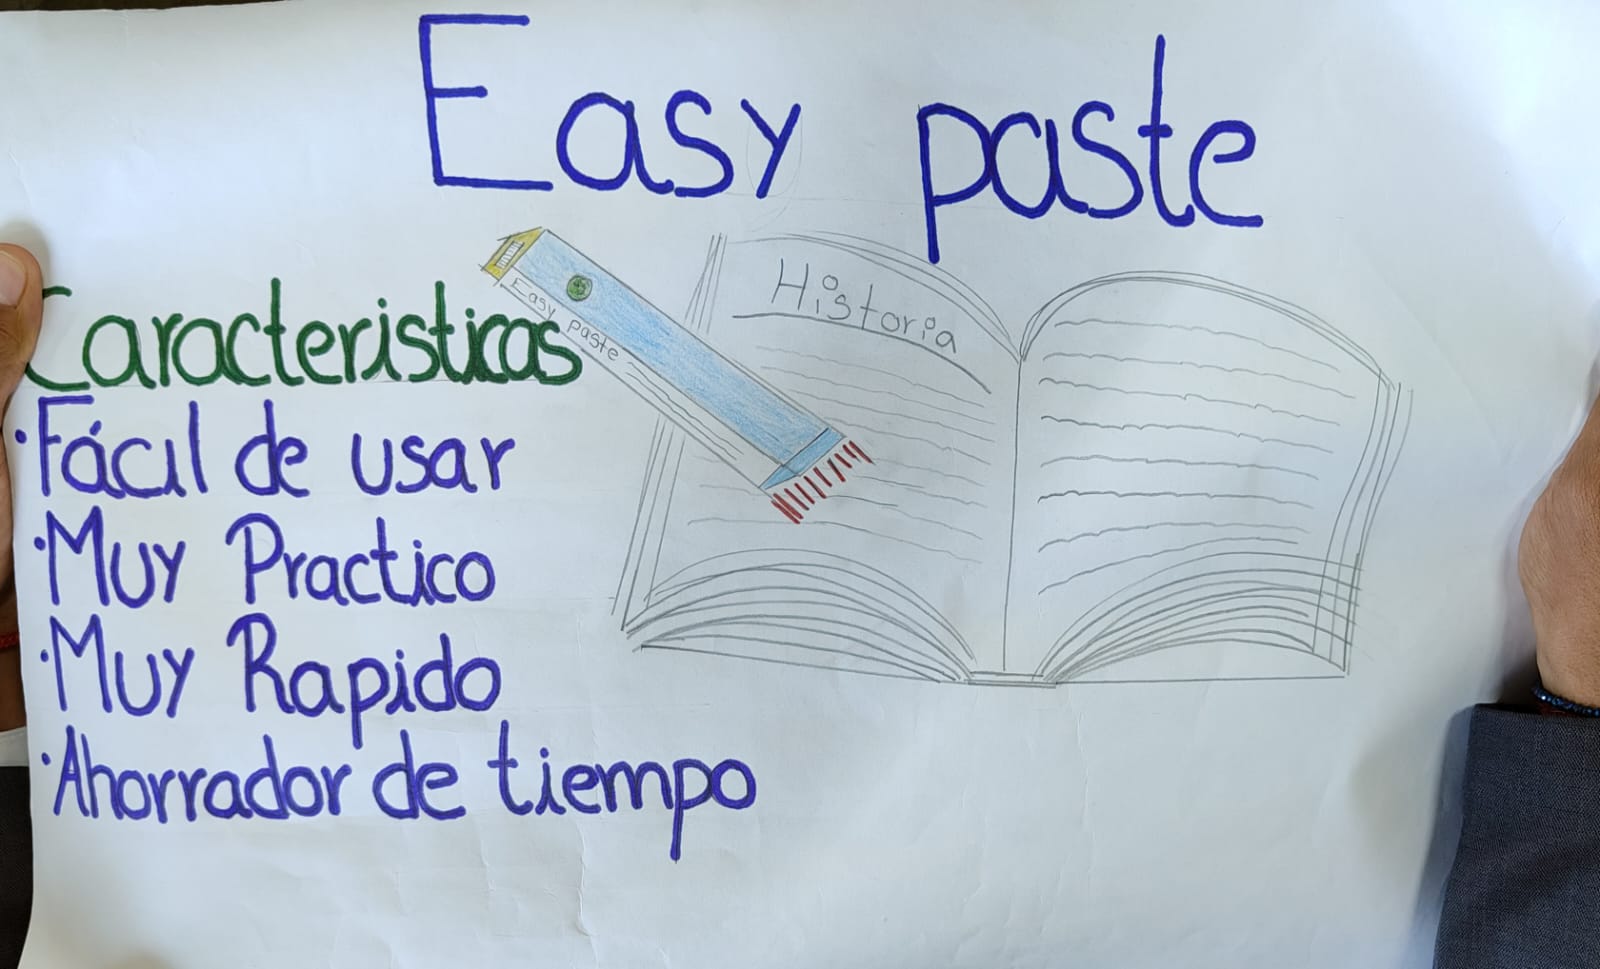 Easy paste
Easy paste
Historia
Caracteristicas
·Fácil de usar
·Muy Practico
·Muy Rapido
·Ahorrador de tiempo